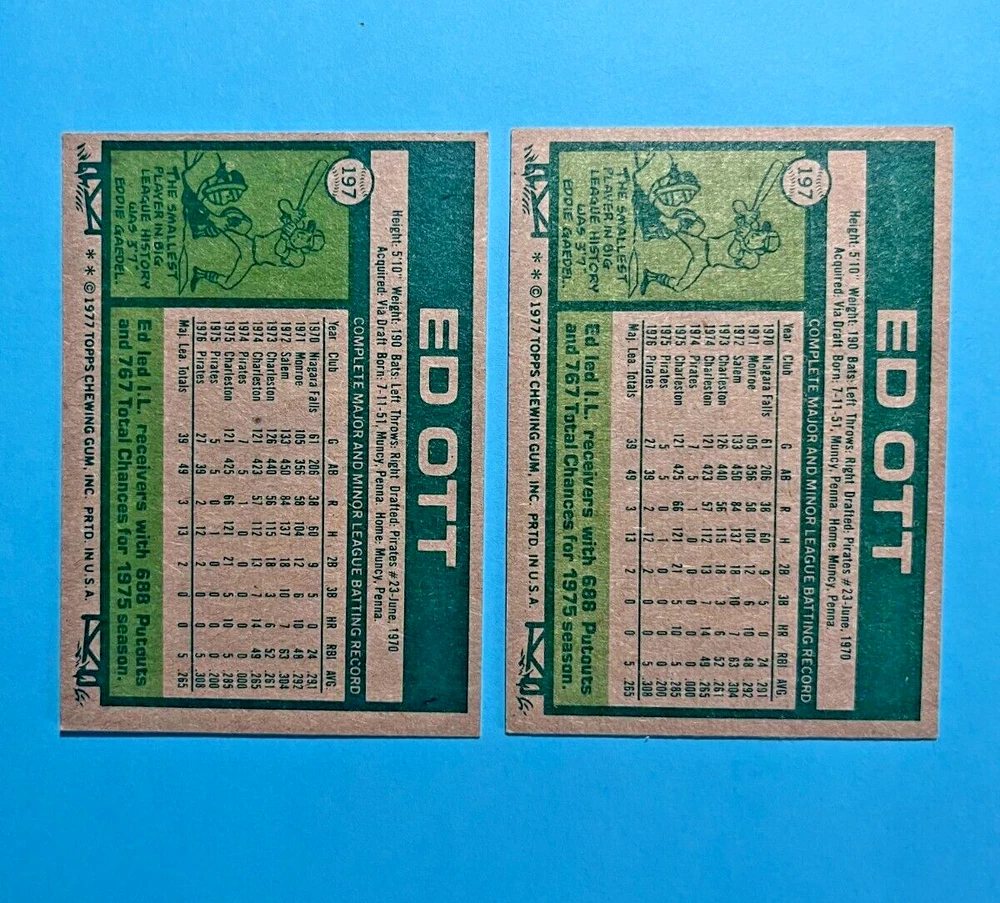 ED OTT
197
Height: 5'10" Weight: 190 Bats: Left Throws: Right Drafted: Pirates #23-June, 1970
Acquired: Via Draft Born: 7-11-51, Muncy, Penna Home: Muncy, Penna.
COMPLETE MAJOR AND MINOR LEAGUE BATTING RECORD
Year Club G AB R H 2B 3B HR RBI AVG.
1970 Niagara Falls 61 206 38 60 9 5 0 24 .291
1971 Monroe 105 356 58 104 12 6 10 48 .292
1972 Salem 133 450 84 137 18 10 7 63 .304
1973 Charleston 126 440 56 115 18 5 6 52 .261
1974 Charleston 121 423 57 112 13 7 14 49 .265
1974 Pirates 7 5 1 0 0 0 0 0 .000
1975 Charleston 121 425 66 121 21 5 10 .285
1975 Pirates 5 5 0 1 0 0 0 0 .200
1976 Pirates 27 39 2 12 2 0 0 5 .308
Maj. Lea. Totals 39 49 3 13 2 0 0 5 .265
THE SMALLEST
PLAYER IN BIG
LEAGUE HISTORY
WAS 3'7"
EDDIE GAEDEL.
Ed led I.L. receivers with 688 Putouts
and 767 Total Chances for 1975 season.
** © 1977 TOPPS CHEWING GUM, INC. PRTD. IN U.S.A.
ED OTT
197
Height: 5'10" Weight: 190 Bats: Left Throws: Right Drafted: Pirates #23-June, 1970
Acquired: Via Draft Born: 7-11-51, Muncy, Penna Home: Muncy, Penna.
COMPLETE MAJOR AND MINOR LEAGUE BATTING RECORD
Year Club G AB R H 2B 3B HR RBI AVG.
1970 Niagara Falls 61 206 38 60 9 5 0 24 .291
1971 Monroe 105 356 58 104 12 6 10 48 .292
1972 Salem 133 450 84 137 18 10 7 63 .304
1973 Charleston 126 440 56 115 18 5 6 52 .261
1974 Charleston 121 423 57 112 13 7 14 49 .265
1974 Pirates 7 5 1 0 0 0 0 0 .000
1975 Charleston 121 425 66 121 21 5 10 .285
1975 Pirates 5 5 0 1 0 0 0 0 .200
1976 Pirates 27 39 2 12 2 0 0 5 .308
Maj. Lea. Totals 39 49 3 13 2 0 0 5 .265
THE SMALLEST
PLAYER IN BIG
LEAGUE HISTORY
WAS 3'7"
EDDIE GAEDEL.
Ed led I.L. receivers with 688 Putouts
and 767 Total Chances for 1975 season.
** © 1977 TOPPS CHEWING GUM, INC. PRTD. IN U.S.A.